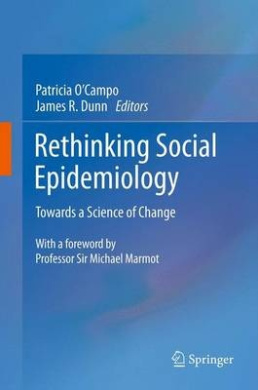 Patricia O'Campo
James R. Dunn Editors
Rethinking Social
Epidemiology
Towards a Science of Change
With a foreword by
Professor Sir Michael Marmot
Springer